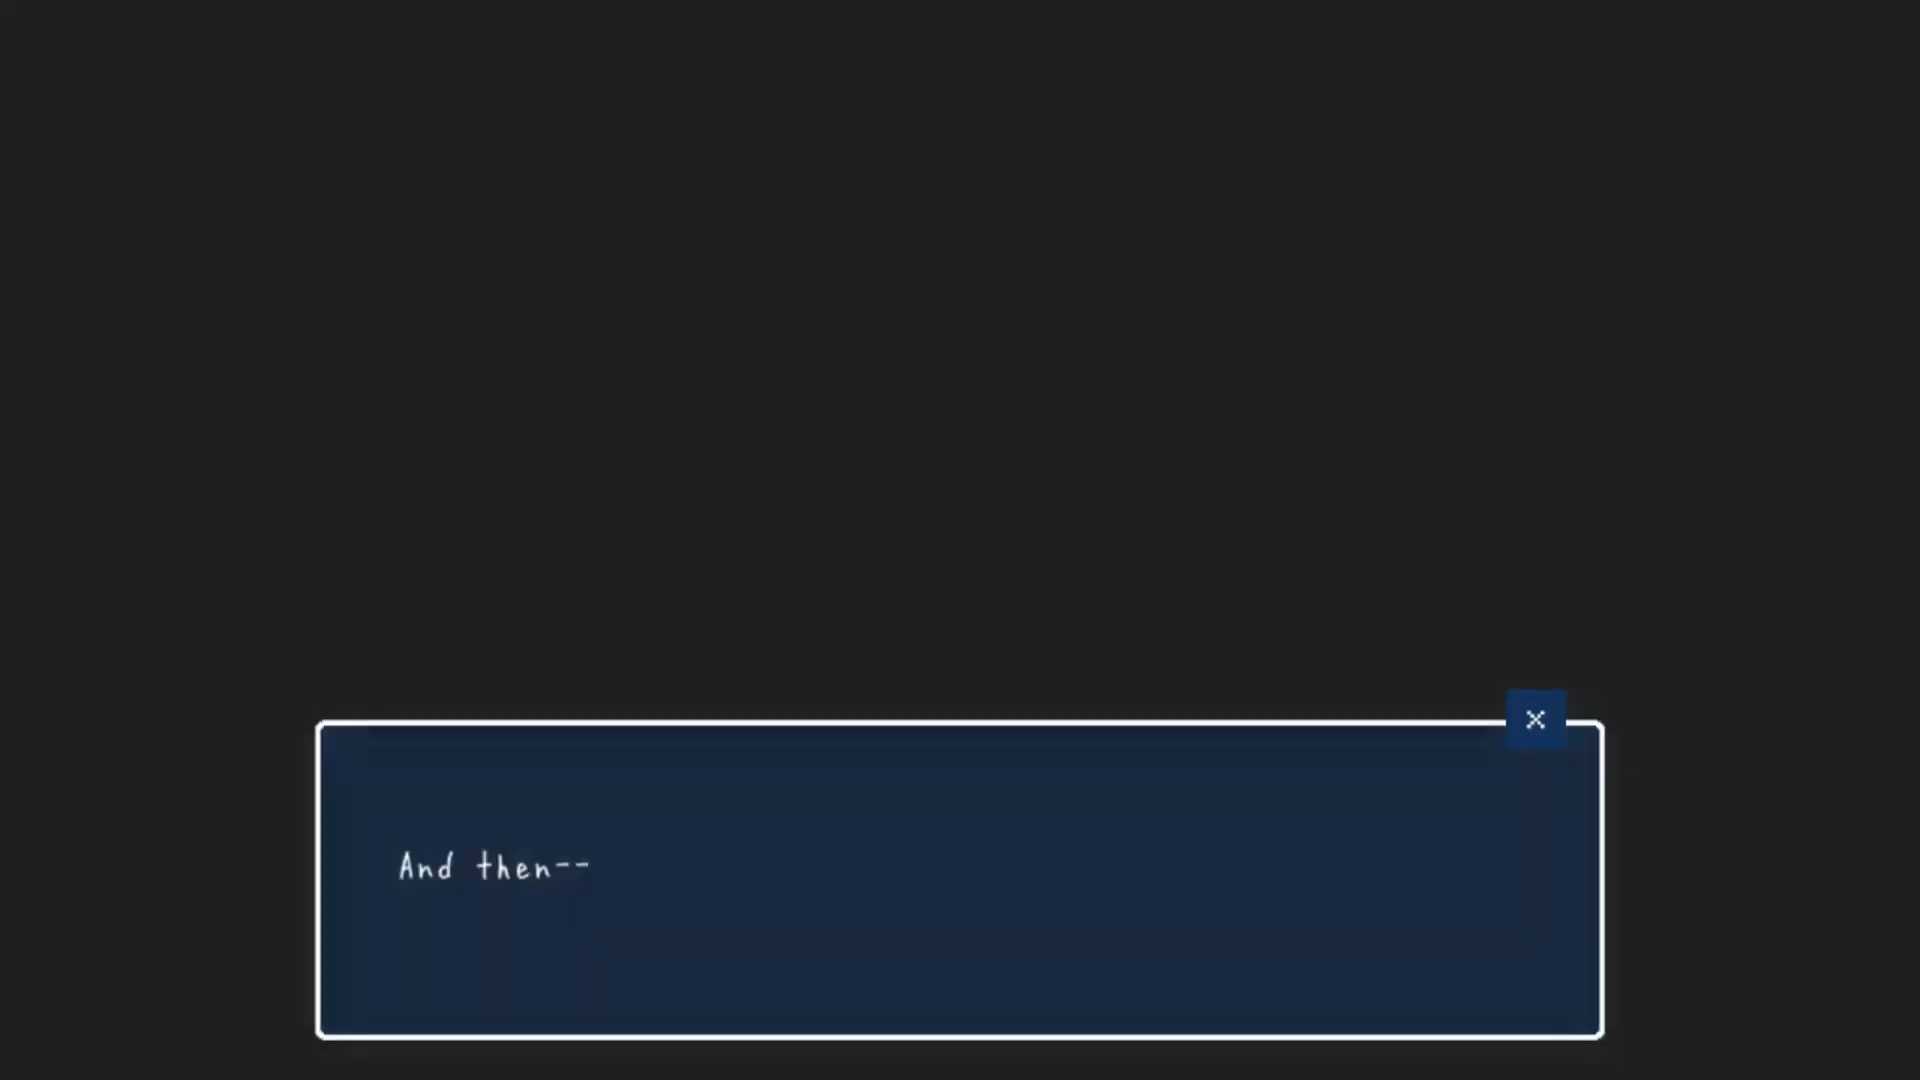 ×
And then--